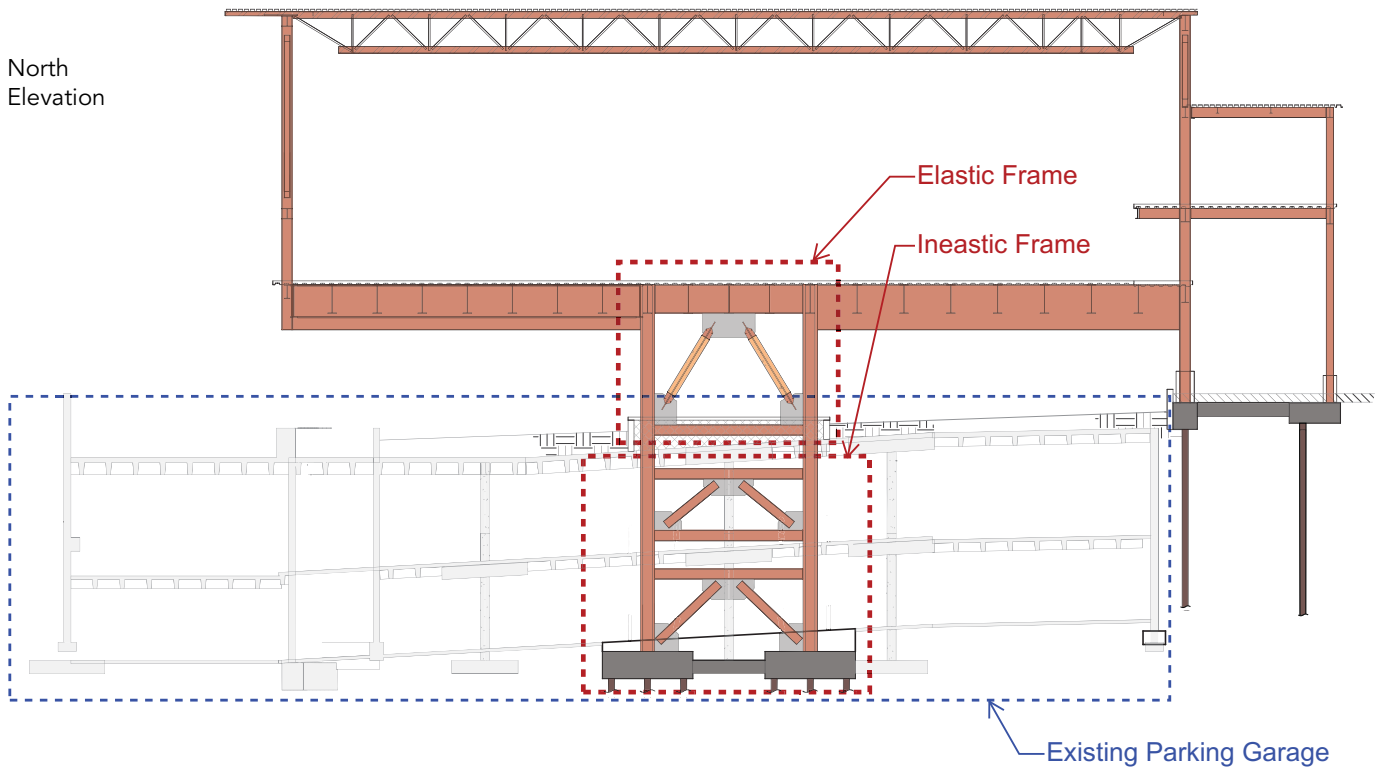 North
Elevation
Elastic Frame
Ineastic Frame
Existing Parking Garage